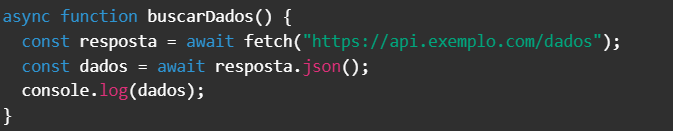 async function buscarDados() {
  const resposta = await fetch("https://api.exemplo.com/dados");
  const dados = await resposta.json();
  console.log(dados);
}